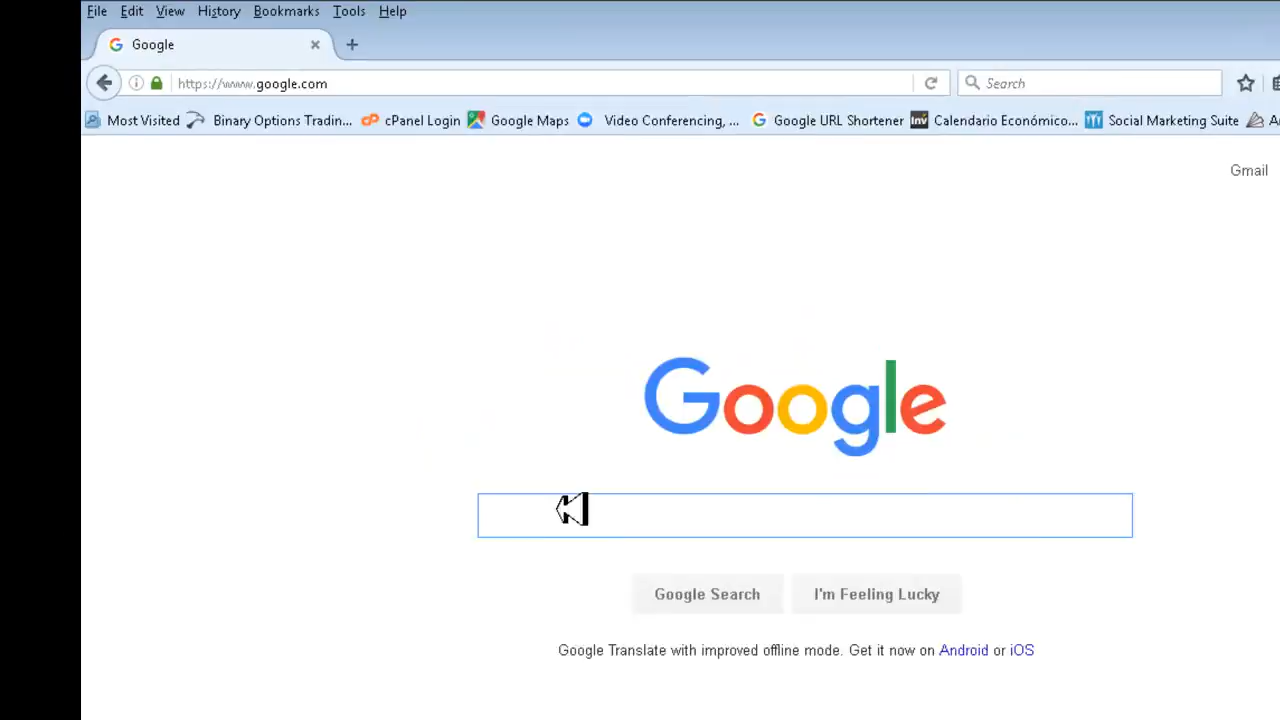 File Edit View History Bookmarks Tools Help
Google
https://www.google.com Search
Most Visited Binary Options Tradin... cPanel Login Google Maps Video Conferencing, ... Google URL Shortener Inv Calendario Económico... Social Marketing Suite
Gmail
Google
Google Search I'm Feeling Lucky
Google Translate with improved offline mode. Get it now on Android or iOS